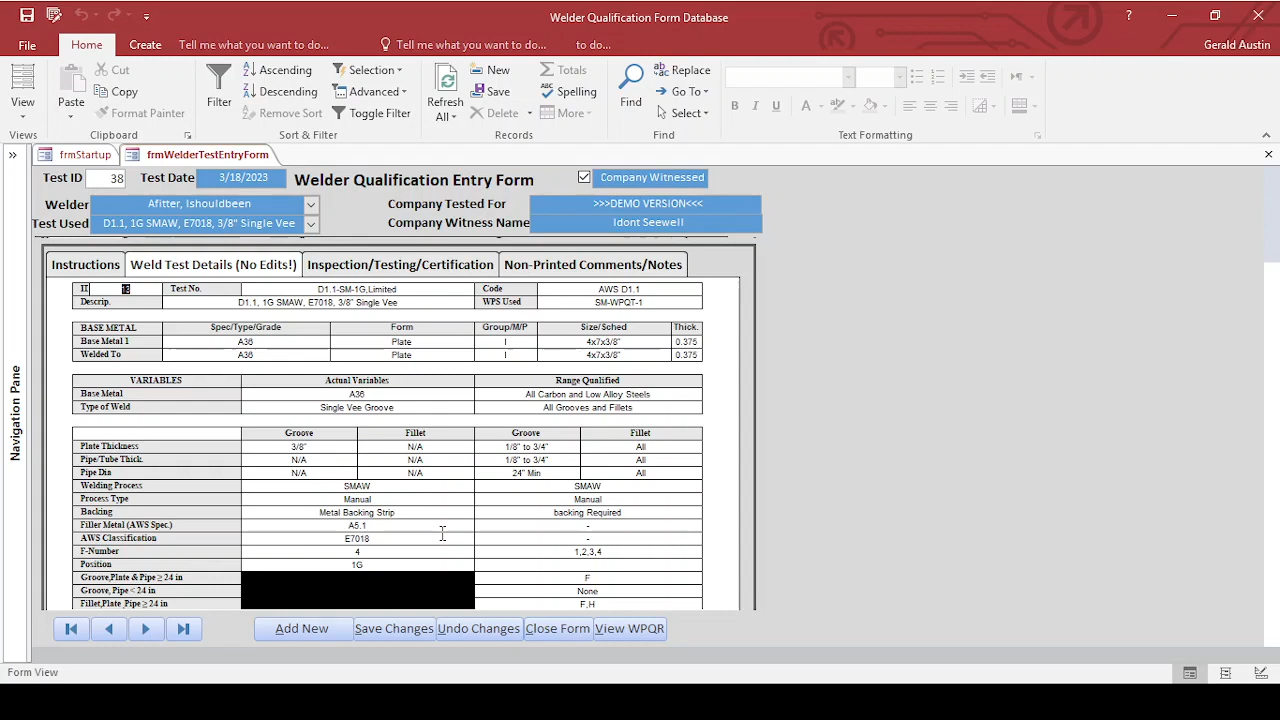 Welder Qualification Form Database
?
File Home Create Tell me what you want to do... Tell me what you want to do... to do... Gerald Austin
View Paste Cut Copy Format Painter Filter Ascending Descending Remove Sort Selection Advanced Toggle Filter Refresh All New Save Delete Totals Spelling More Find Replace Go To Select B I U A
Views Clipboard Sort & Filter Records Find Text Formatting
frmStartup frmWelderTestEntryForm
Test ID 38 Test Date 3/18/2023 Welder Qualification Entry Form Company Witnessed
Welder Afitter, Ishouldbeen Company Tested For >>>DEMO VERSION<<<
Test Used D1.1, 1G SMAW, E7018, 3/8" Single Vee Company Witness Name Idont Seewell
Instructions Weld Test Details (No Edits!) Inspection/Testing/Certification Non-Printed Comments/Notes
Test No. D1.1-SM-1G,Limited Code AWS D1.1
Descrip. D1.1, 1G SMAW, E7018, 3/8" Single Vee WPS Used SM-WPQT-1
BASE METAL Spec/Type/Grade Form Group/M/P Size/Sched Thick.
Base Metal 1 A36 Plate I 4x7x3/8" 0.375
Welded To A36 Plate I 4x7x3/8" 0.375
VARIABLES Actual Variables Range Qualified
Base Metal A36 All Carbon and Low Alloy Steels
Type of Weld Single Vee Groove All Grooves and Fillets
Groove Fillet Groove Fillet
Plate Thickness 3/8" N/A 1/8" to 3/4" All
Pipe/Tube Thick. N/A N/A 1/8" to 3/4" All
Pipe Dia N/A N/A 24" Min All
Welding Process SMAW SMAW
Process Type Manual Manual
Backing Metal Backing Strip backing Required
Filler Metal (AWS Spec.) A5.1 -
AWS Classification E7018 -
F-Number 4 1,2,3,4
Position 1G
Groove,Plate & Pipe ≥ 24 in F
Groove, Pipe < 24 in None
Fillet,Plate ,Pipe ≥ 24 in F,H
Add New Save Changes Undo Changes Close Form View WPQR
Navigation Pane
Form View